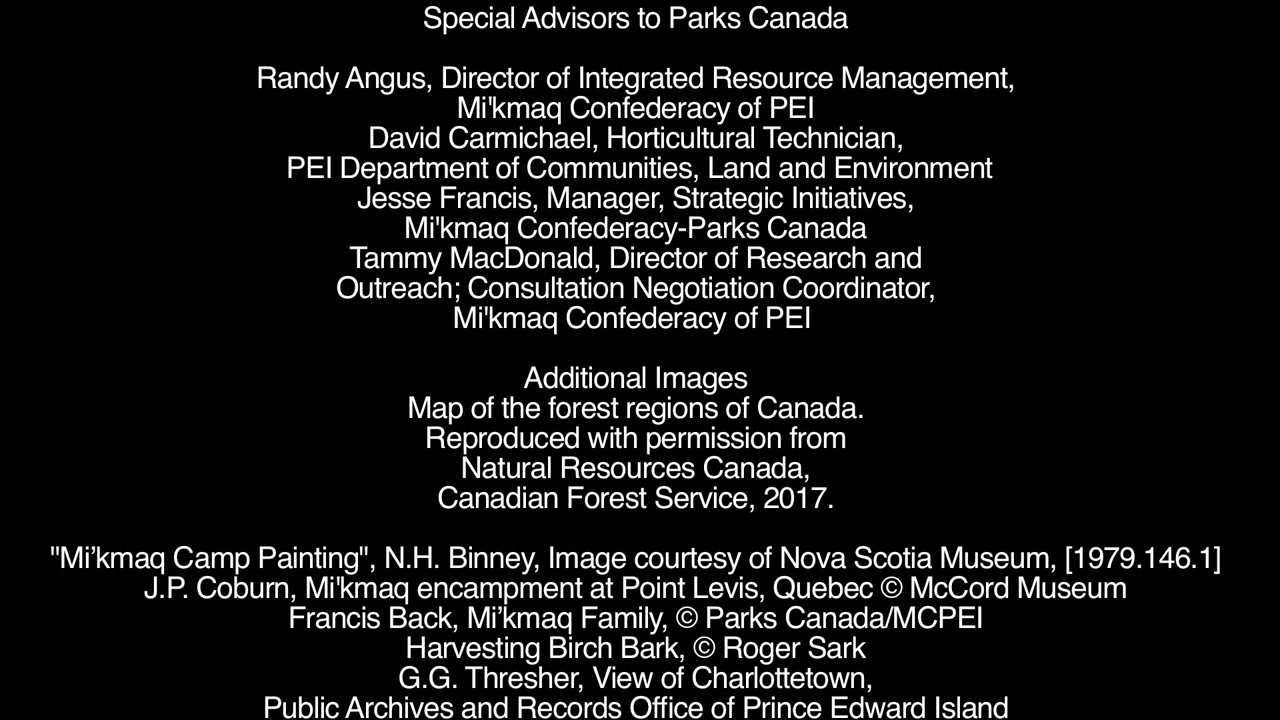 Special Advisors to Parks Canada
Randy Angus, Director of Integrated Resource Management,
Mi'kmaq Confederacy of PEI
David Carmichael, Horticultural Technician,
PEI Department of Communities, Land and Environment
Jesse Francis, Manager, Strategic Initiatives,
Mi'kmaq Confederacy-Parks Canada
Tammy MacDonald, Director of Research and
Outreach; Consultation Negotiation Coordinator,
Mi'kmaq Confederacy of PEI
Additional Images
Map of the forest regions of Canada.
Reproduced with permission from
Natural Resources Canada,
Canadian Forest Service, 2017.
"Mi’kmaq Camp Painting", N.H. Binney, Image courtesy of Nova Scotia Museum, [1979.146.1]
J.P. Coburn, Mi'kmaq encampment at Point Levis, Quebec © McCord Museum
Francis Back, Mi’kmaq Family, © Parks Canada/MCPEI
Harvesting Birch Bark, © Roger Sark
G.G. Thresher, View of Charlottetown,
Public Archives and Records Office of Prince Edward Island